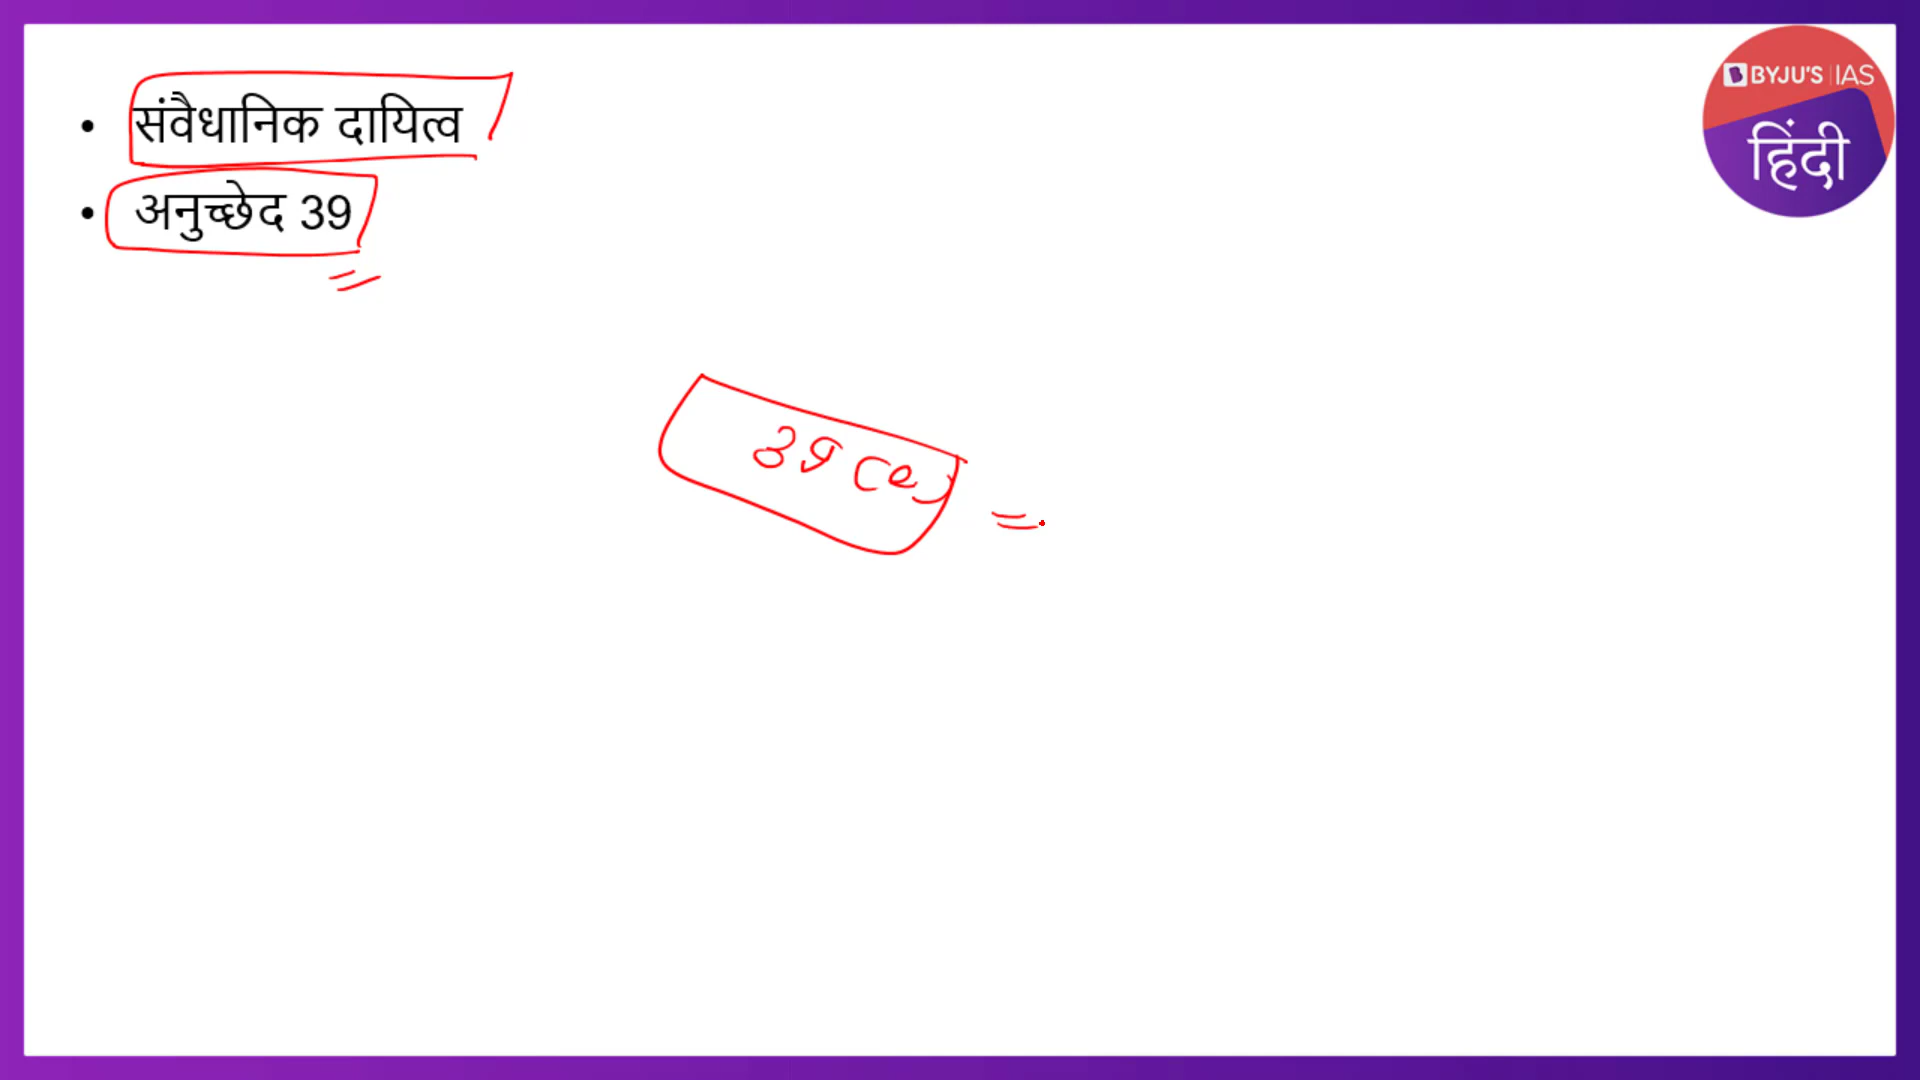 • संवैधानिक दायित्व
• अनुच्छेद 39
BYJU'S IAS
हिंदी
39 (e)